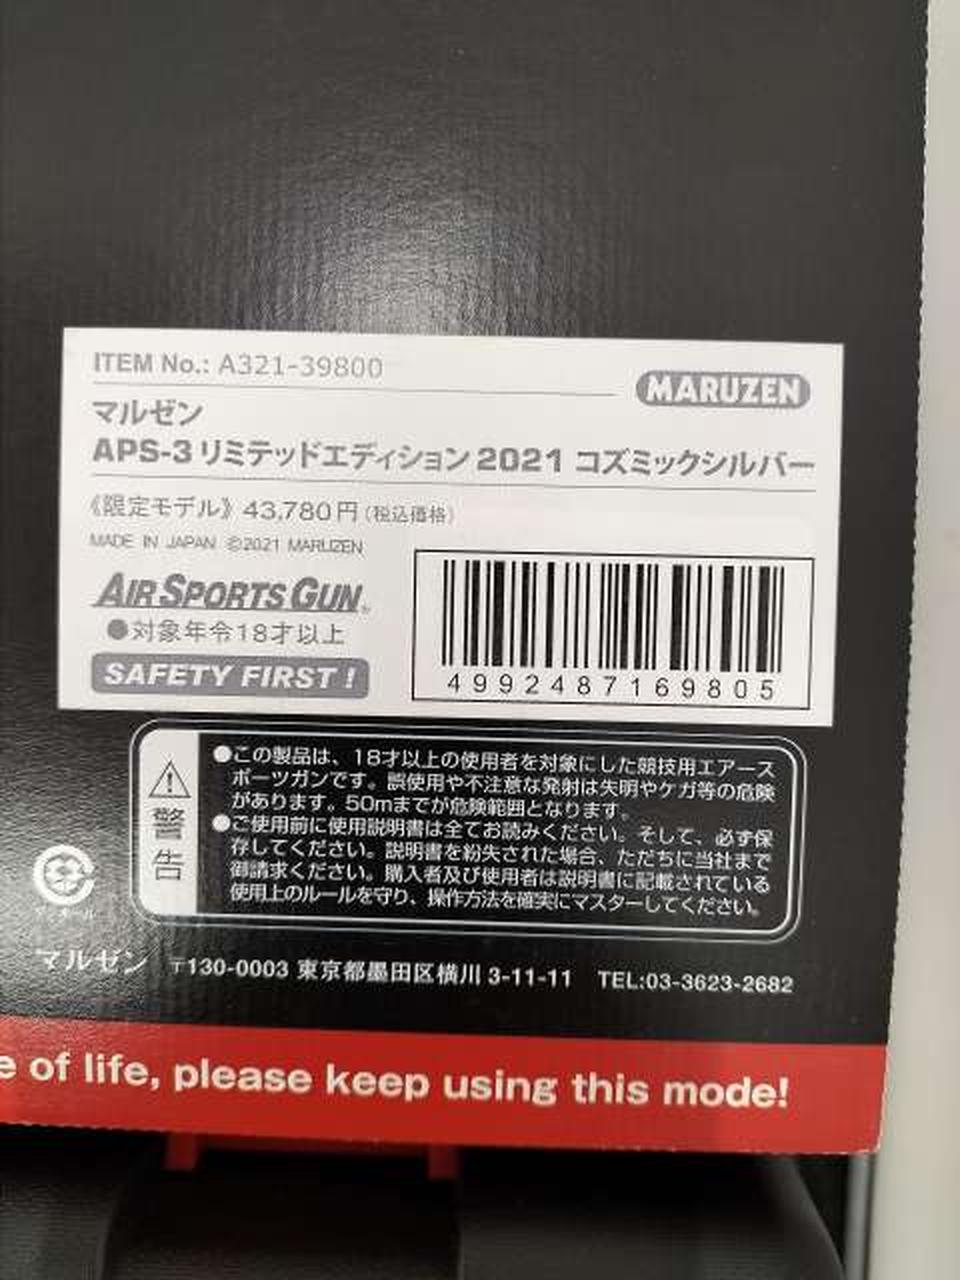 ITEM No.: A321-39800
MARUZEN
マルゼン
APS-3 リミテッドエディション 2021 コズミックシルバー
《限定モデル》 43,780円 (税込価格)
MADE IN JAPAN ©2021 MARUZEN
AIR SPORTS GUN®
●対象年令18才以上
SAFETY FIRST !
4992487169805
警告
●この製品は、18才以上の使用者を対象にした競技用エアース
ポーツガンです。誤使用や不注意な発射は失明やケガ等の危険
があります。50mまでが危険範囲となります。
●ご使用前に使用説明書は全てお読みください。そして、必ず保
存してください。説明書を紛失された場合、ただちに当社まで
御請求ください。購入者及び使用者は説明書に記載されている
使用上のルールを守り、操作方法を確実にマスターしてください。
マルゼン 〒130-0003 東京都墨田区横川 3-11-11 TEL:03-3623-2682
e of life, please keep using this mode!